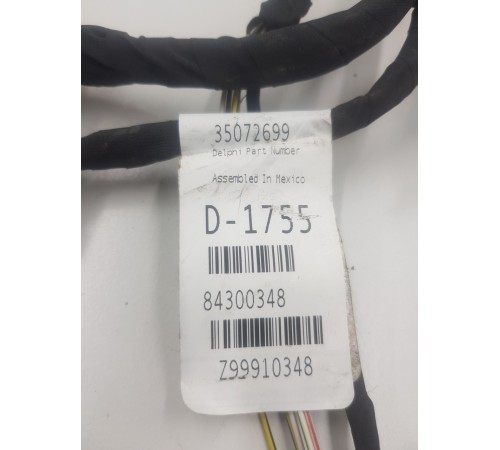 35072699
Delphi Part Number
Assembled In Mexico
D-1755
84300348
Z99910348